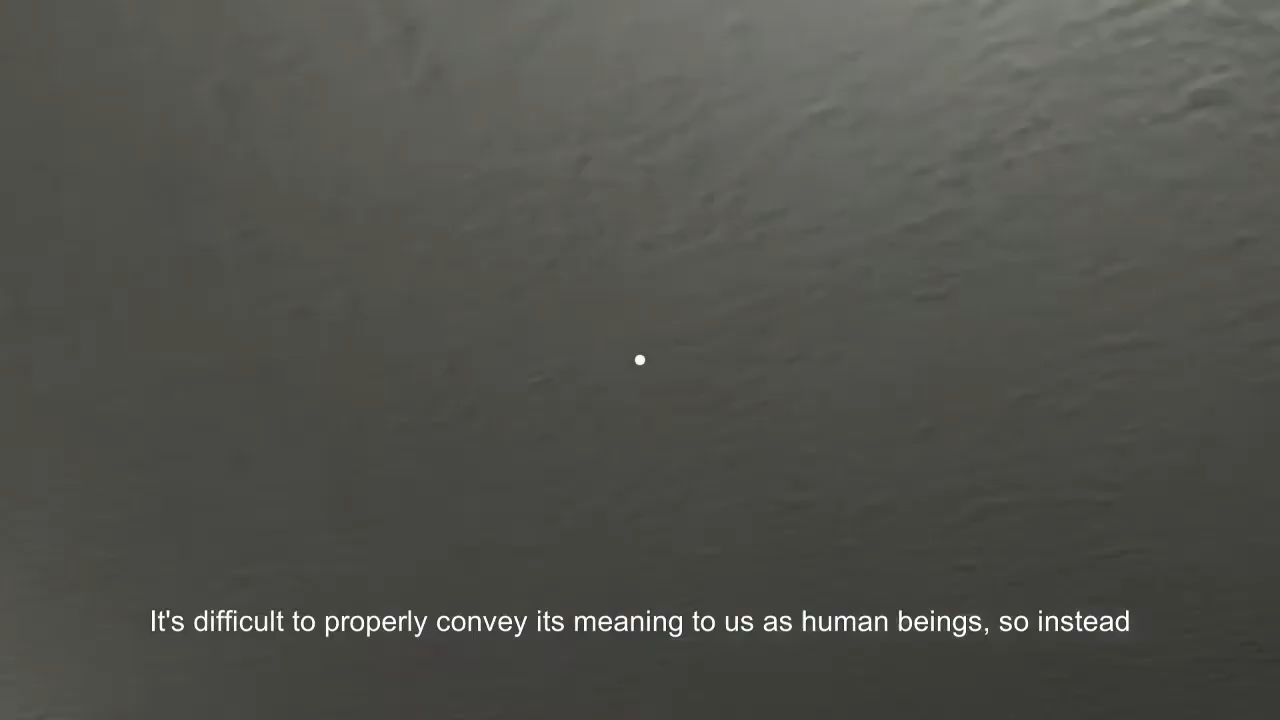 It's difficult to properly convey its meaning to us as human beings, so instead